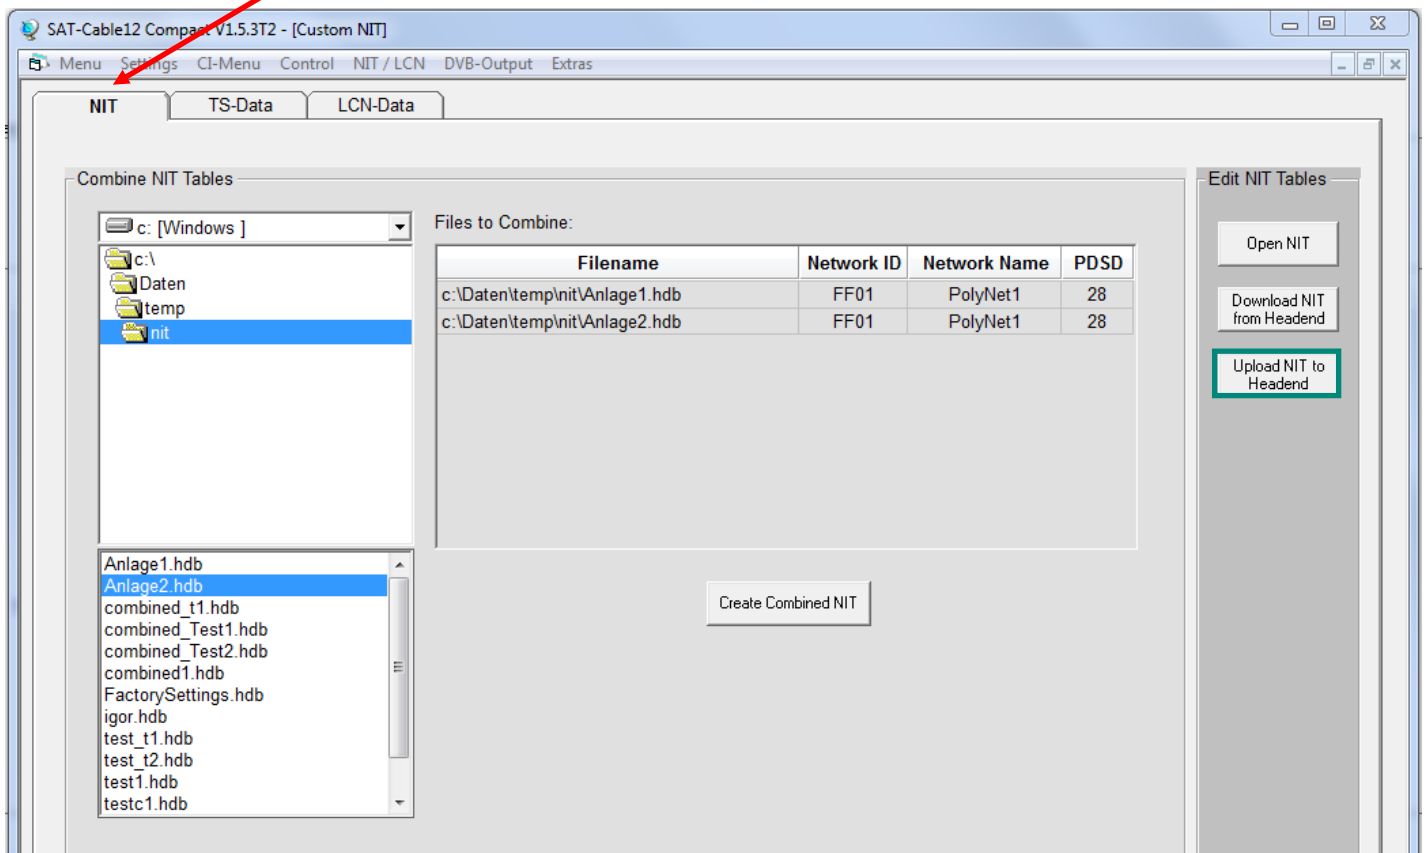 SAT-Cable12 Compact V1.5.3T2 - [Custom NIT]
Menu Settings CI-Menu Control NIT / LCN DVB-Output Extras
NIT TS-Data LCN-Data
Combine NIT Tables
Edit NIT Tables
c: [Windows ]
Files to Combine:
Open NIT
c:\
Daten
temp
nit
Filename Network ID Network Name PDSD
c:\Daten\temp\nit\Anlage1.hdb FF01 PolyNet1 28
c:\Daten\temp\nit\Anlage2.hdb FF01 PolyNet1 28
Download NIT
from Headend
Upload NIT to
Headend
Anlage1.hdb
Anlage2.hdb
combined_t1.hdb
combined_Test1.hdb
combined_Test2.hdb
combined1.hdb
FactorySettings.hdb
igor.hdb
test_t1.hdb
test_t2.hdb
test1.hdb
testc1.hdb
Create Combined NIT